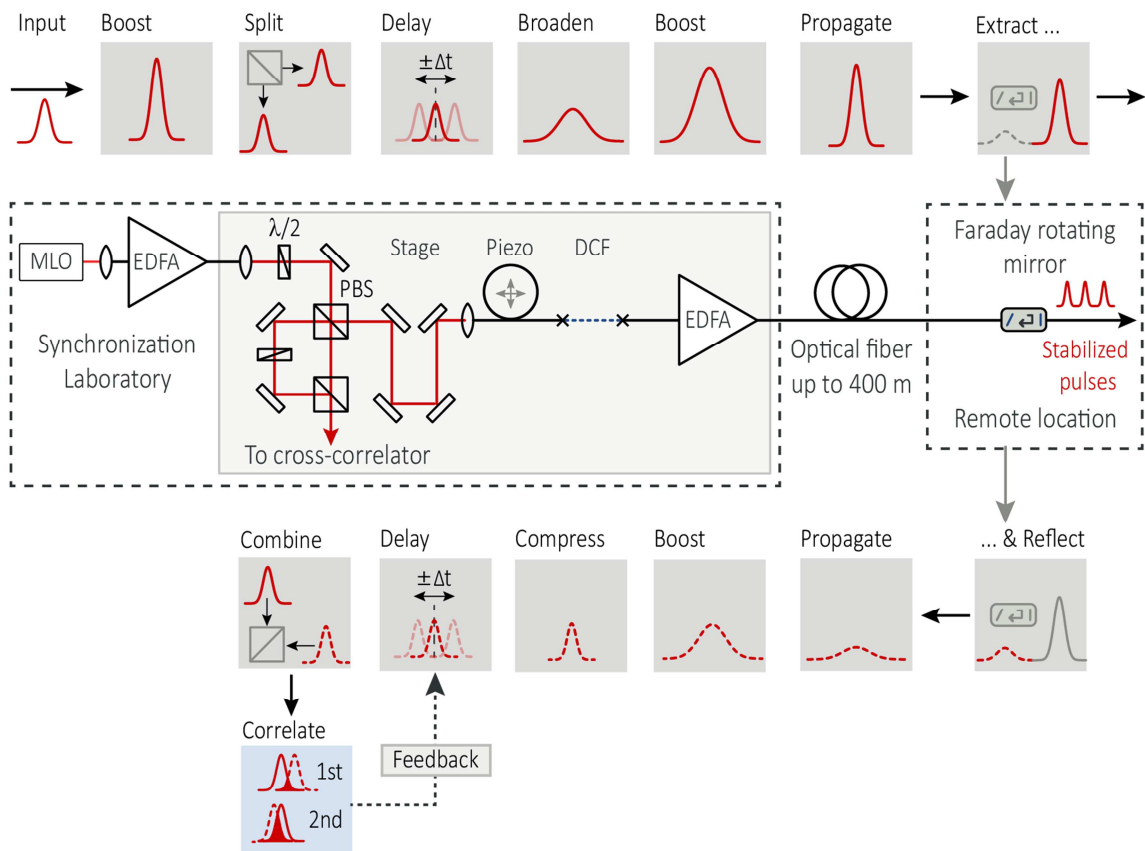 Input
Boost
Split
Delay
Broaden
Boost
Propagate
Extract ...
± Δt
MLO
EDFA
λ/2
PBS
Stage
Piezo
DCF
EDFA
Synchronization
Laboratory
To cross-correlator
Optical fiber
up to 400 m
Faraday rotating
mirror
Stabilized
pulses
Remote location
Combine
Delay
Compress
Boost
Propagate
... & Reflect
± Δt
Correlate
1st
2nd
Feedback